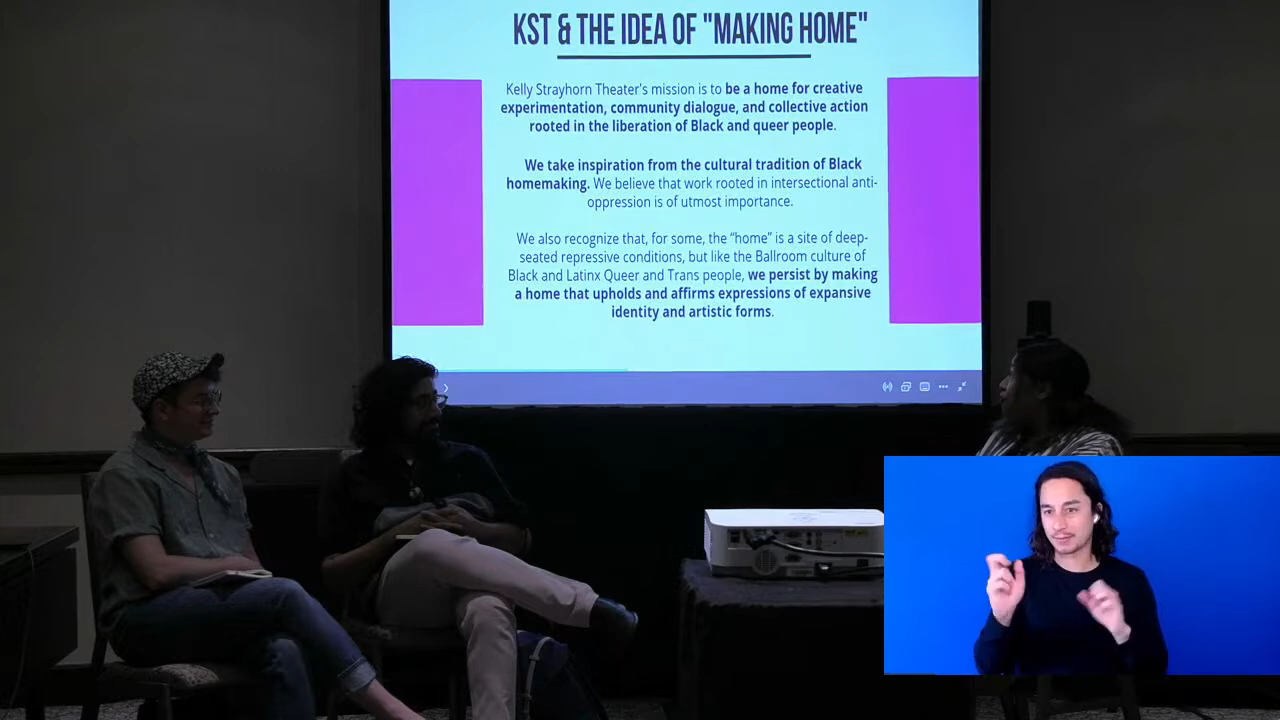 KST & THE IDEA OF "MAKING HOME"
Kelly Strayhorn Theater's mission is to be a home for creative
experimentation, community dialogue, and collective action
rooted in the liberation of Black and queer people.
We take inspiration from the cultural tradition of Black
homemaking. We believe that work rooted in intersectional anti-
oppression is of utmost importance.
We also recognize that, for some, the “home” is a site of deep-
seated repressive conditions, but like the Ballroom culture of
Black and Latinx Queer and Trans people, we persist by making
a home that upholds and affirms expressions of expansive
identity and artistic forms.